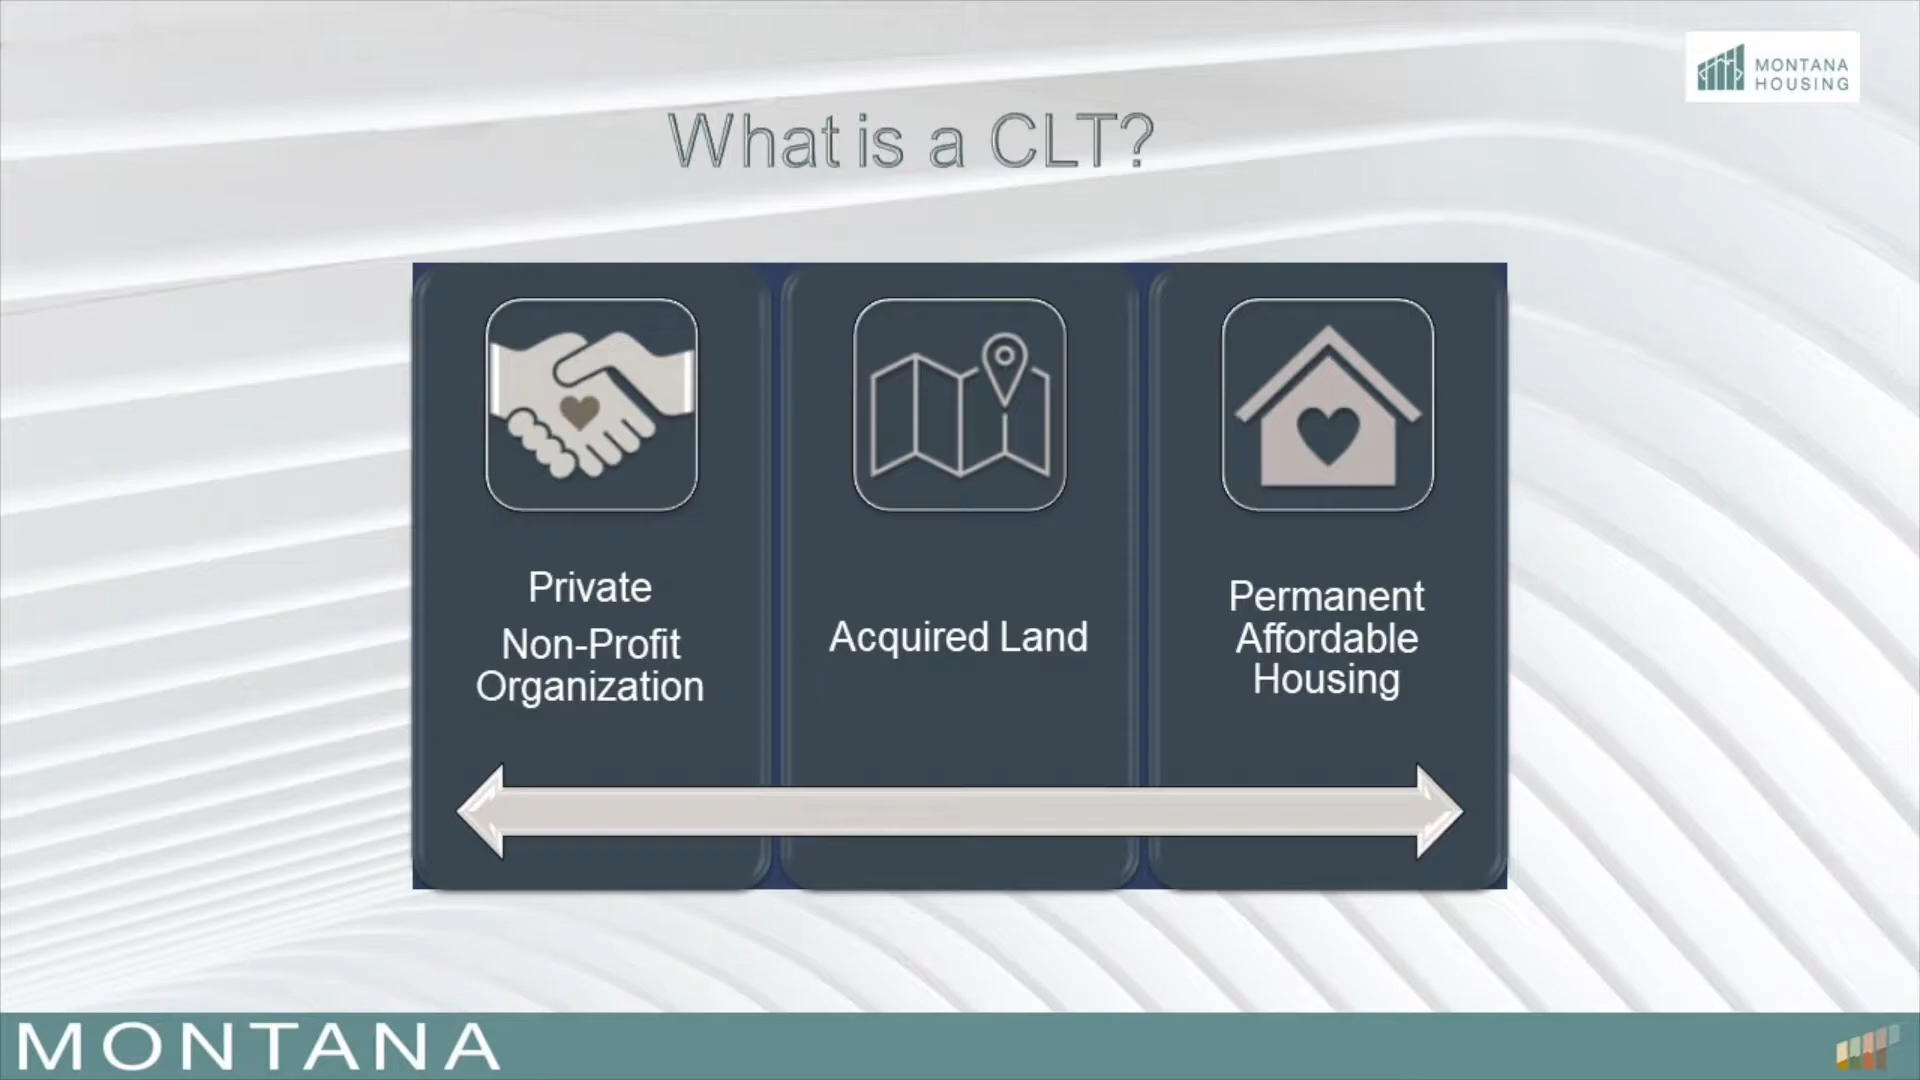 MONTANA
HOUSING
What is a CLT?
Private
Non-Profit
Organization
Acquired Land
Permanent
Affordable
Housing
MONTANA